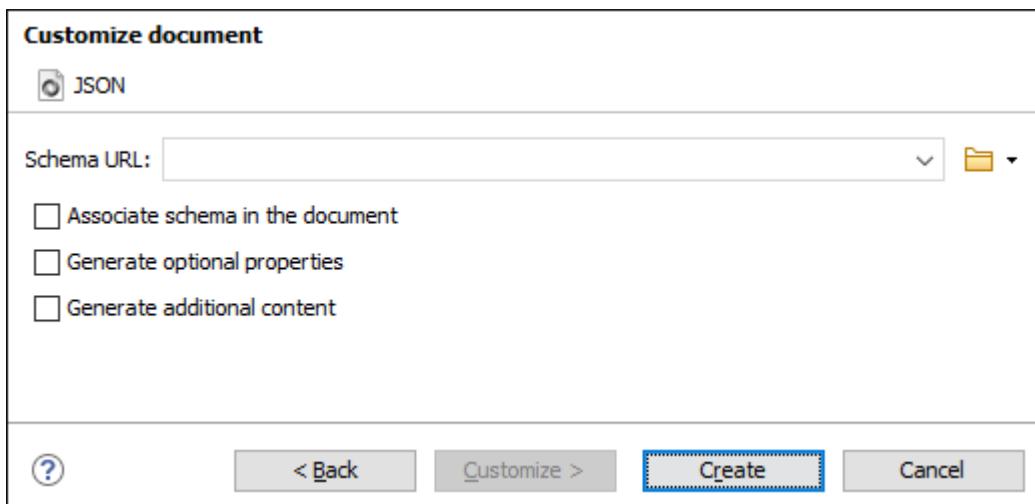 Customize document
JSON
Schema URL:
Associate schema in the document
Generate optional properties
Generate additional content
? < Back Customize > Create Cancel